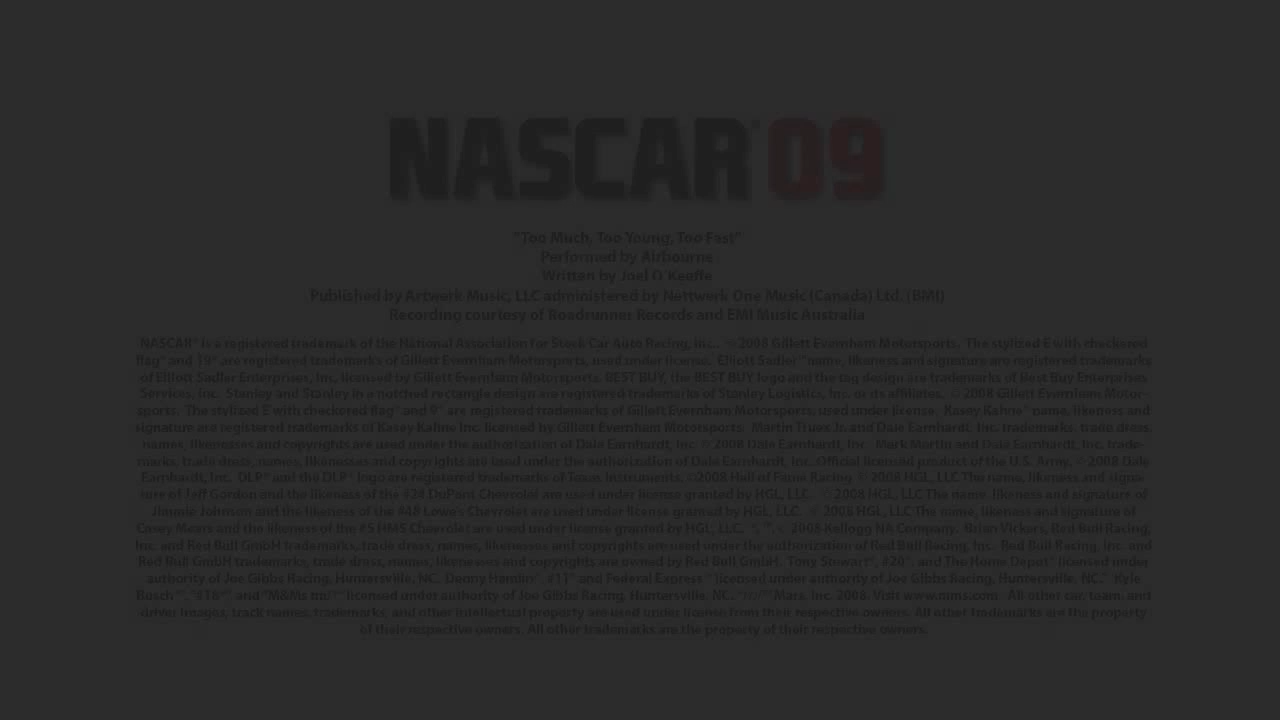 NASCAR® 09
"Too Much, Too Young, Too Fast"
Performed by Airbourne
Written by Joel O Keeffe
Published by Artwerk Music, LLC administered by Nettwerk One Music (Canada) Ltd. (BMI)
Recording courtesy of Roadrunner Records and EMI Music Australia
NASCAR® is a registered trademark of the National Association for Stock Car Auto Racing, Inc.. © 2008 Gillett Evernham Motorsports. The stylized E with checkered
flag® and 19® are registered trademarks of Gillett Evernham Motorsports, used under license. Elliott Sadler™ name, likeness and signature are registered trademarks
of Elliott Sadler Enterprises, Inc, licensed by Gillett Evernham Motorsports. BEST BUY, the BEST BUY logo and the tag design are trademarks of Best Buy Enterprises
Services, Inc. Stanley and Stanley in a notched rectangle design are registered trademarks of Stanley Logistics, Inc. or its affiliates. © 2008 Gillett Evernham Motor-
sports. The stylized E with checkered flag® and 9® are registered trademarks of Gillett Evernham Motorsports, used under license. Kasey Kahne™ name, likeness and
signature are registered trademarks of Kasey Kahne Inc. licensed by Gillett Evernham Motorsports. Martin Truex Jr. and Dale Earnhardt, Inc. trademarks, trade dress,
names, likenesses and copyrights are used under the authorization of Dale Earnhardt, Inc. © 2008 Dale Earnhardt, Inc. Mark Martin and Dale Earnhardt, Inc. trade-
marks, trade dress, names, likenesses and copyrights are used under the authorization of Dale Earnhardt, Inc. Official licensed product of the U.S. Army. © 2008 Dale
Earnhardt, Inc. DLP® and the DLP® logo are registered trademarks of Texas Instruments. ©2008 Hall of Fame Racing © 2008 HGL, LLC The name, likeness and signa-
ture of Jeff Gordon and the likeness of the #24 DuPont Chevrolet are used under license granted by HGL, LLC. © 2008 HGL, LLC The name, likeness and signature of
Jimmie Johnson and the likeness of the #48 Lowe's Chevrolet are used under license granted by HGL, LLC. © 2008 HGL, LLC The name, likeness and signature of
Casey Mears and the likeness of the #5 HMS Chevrolet are used under license granted by HGL, LLC. ®, ™, © 2008 Kellogg NA Company. Brian Vickers, Red Bull Racing,
Inc. and Red Bull GmbH trademarks, trade dress, names, likenesses and copyrights are used under the authorization of Red Bull Racing, Inc. Red Bull Racing, Inc. and
Red Bull GmbH trademarks, trade dress, names, likenesses and copyrights are owned by Red Bull GmbH. Tony Stewart®, #20®, and The Home Depot® licensed under
authority of Joe Gibbs Racing, Huntersville, NC. Denny Hamlin®, #11® and Federal Express® licensed under authority of Joe Gibbs Racing, Huntersville, NC. Kyle
Busch "#18" and "M&Ms licensed under authority of Joe Gibbs Racing, Huntersville, NC. Mars, Inc. 2008. Visit www.mms.com. All other car, team, and
driver images, track names, trademarks, and other intellectual property are used under license from their respective owners. All other trademarks are the property
of their respective owners. All other trademarks are the property of their respective owners.